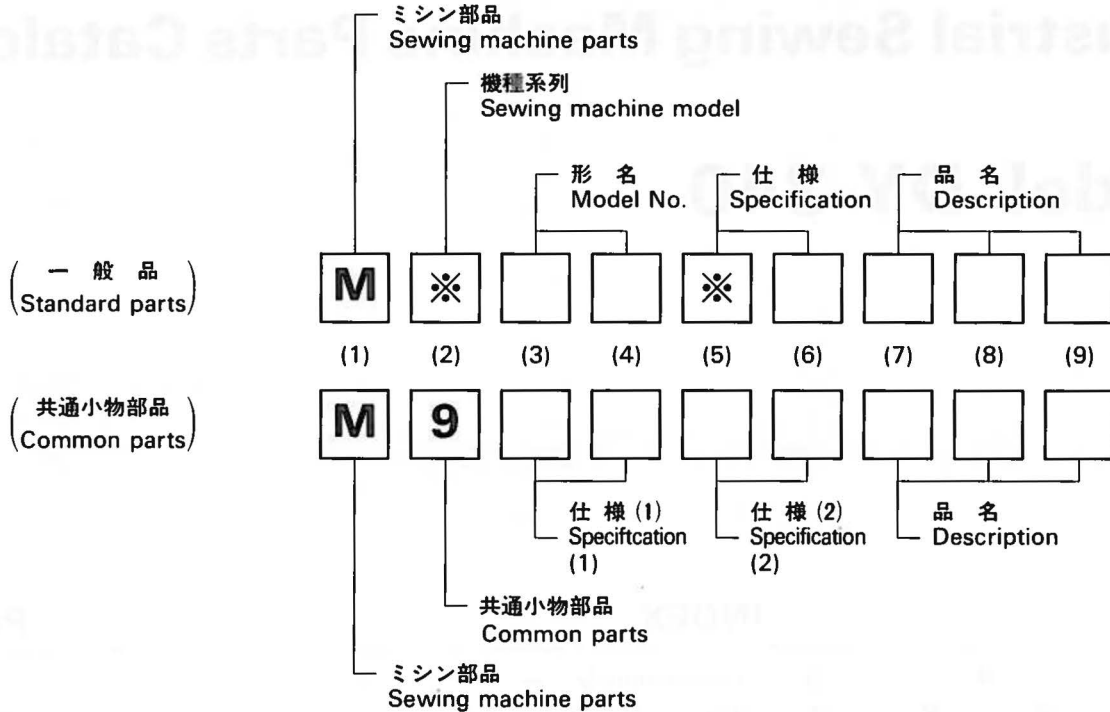 ミシン部品
Sewing machine parts
機種系列
Sewing machine model
形 名
Model No.
仕 様
Specification
品 名
Description
(一 般 品
Standard parts)
M ※ ※
(1) (2) (3) (4) (5) (6) (7) (8) (9)
(共通小物部品
Common parts)
M 9
仕 様 (1)
Speciftcation
(1)
仕 様 (2)
Specification
(2)
品 名
Description
共通小物部品
Common parts
ミシン部品
Sewing machine parts